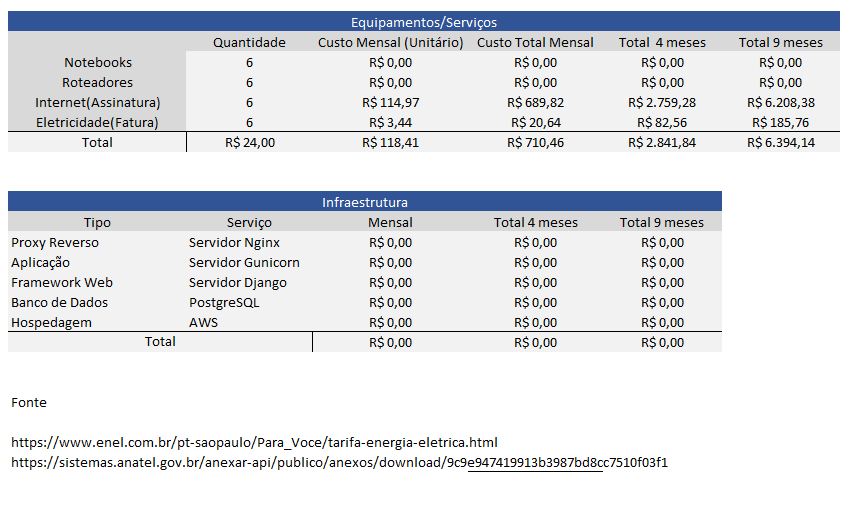 Equipamentos/Serviços
Quantidade Custo Mensal (Unitário) Custo Total Mensal Total 4 meses Total 9 meses
Notebooks 6 R$ 0,00 R$ 0,00 R$ 0,00 R$ 0,00
Roteadores 6 R$ 0,00 R$ 0,00 R$ 0,00 R$ 0,00
Internet(Assinatura) 6 R$ 114,97 R$ 689,82 R$ 2.759,28 R$ 6.208,38
Eletricidade(Fatura) 6 R$ 3,44 R$ 20,64 R$ 82,56 R$ 185,76
Total R$ 24,00 R$ 118,41 R$ 710,46 R$ 2.841,84 R$ 6.394,14
Infraestrutura
Tipo Serviço Mensal Total 4 meses Total 9 meses
Proxy Reverso Servidor Nginx R$ 0,00 R$ 0,00 R$ 0,00
Aplicação Servidor Gunicorn R$ 0,00 R$ 0,00 R$ 0,00
Framework Web Servidor Django R$ 0,00 R$ 0,00 R$ 0,00
Banco de Dados PostgreSQL R$ 0,00 R$ 0,00 R$ 0,00
Hospedagem AWS R$ 0,00 R$ 0,00 R$ 0,00
Total R$ 0,00 R$ 0,00 R$ 0,00
Fonte
https://www.enel.com.br/pt-saopaulo/Para_Voce/tarifa-energia-eletrica.html
https://sistemas.anatel.gov.br/anexar-api/publico/anexos/download/9c9e947419913b3987bd8cc7510f03f1